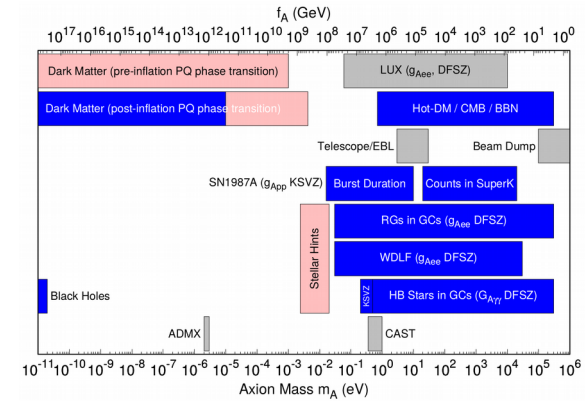 f_A (GeV)
10^17 10^16 10^15 10^14 10^13 10^12 10^11 10^10 10^9 10^8 10^7 10^6 10^5 10^4 10^3 10^2 10^1 10^0
Dark Matter (pre-inflation PQ phase transition)
LUX (g_Aee, DFSZ)
Dark Matter (post-inflation PQ phase transition)
Hot-DM / CMB / BBN
Telescope/EBL
Beam Dump
SN1987A (g_App KSVZ)
Burst Duration
Counts in SuperK
RGs in GCs (g_Aee DFSZ)
Stellar Hints
WDLF (g_Aee DFSZ)
Black Holes
KSVZ
HB Stars in GCs (G_Aγγ DFSZ)
ADMX
CAST
10^-11 10^-10 10^-9 10^-8 10^-7 10^-6 10^-5 10^-4 10^-3 10^-2 10^-1 10^0 10^1 10^2 10^3 10^4 10^5 10^6
Axion Mass m_A (eV)